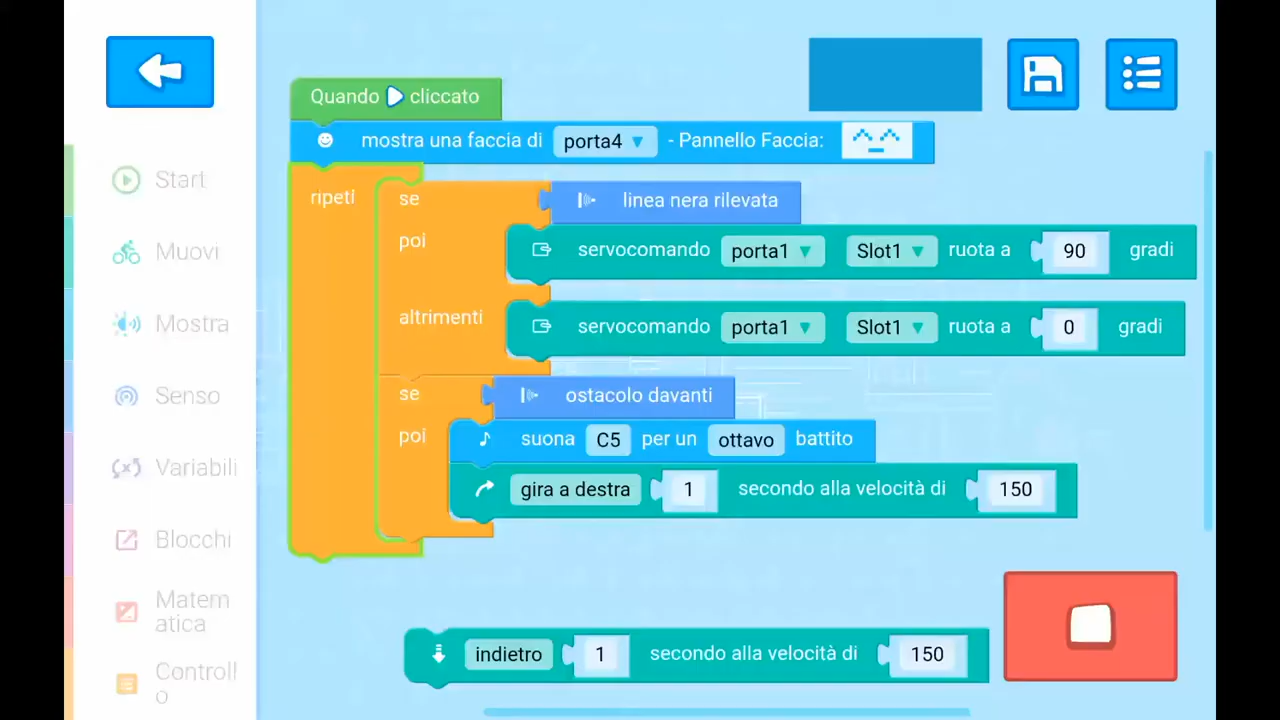 Quando cliccato
mostra una faccia di porta4 - Pannello Faccia:
ripeti se linea nera rilevata
poi servocomando porta1 Slot1 ruota a 90 gradi
altrimenti servocomando porta1 Slot1 ruota a 0 gradi
se ostacolo davanti
poi suona C5 per un ottavo battito
gira a destra 1 secondo alla velocità di 150
indietro 1 secondo alla velocità di 150
Start
Muovi
Mostra
Senso
Variabili
Blocchi
Matem
atica
Controll
o